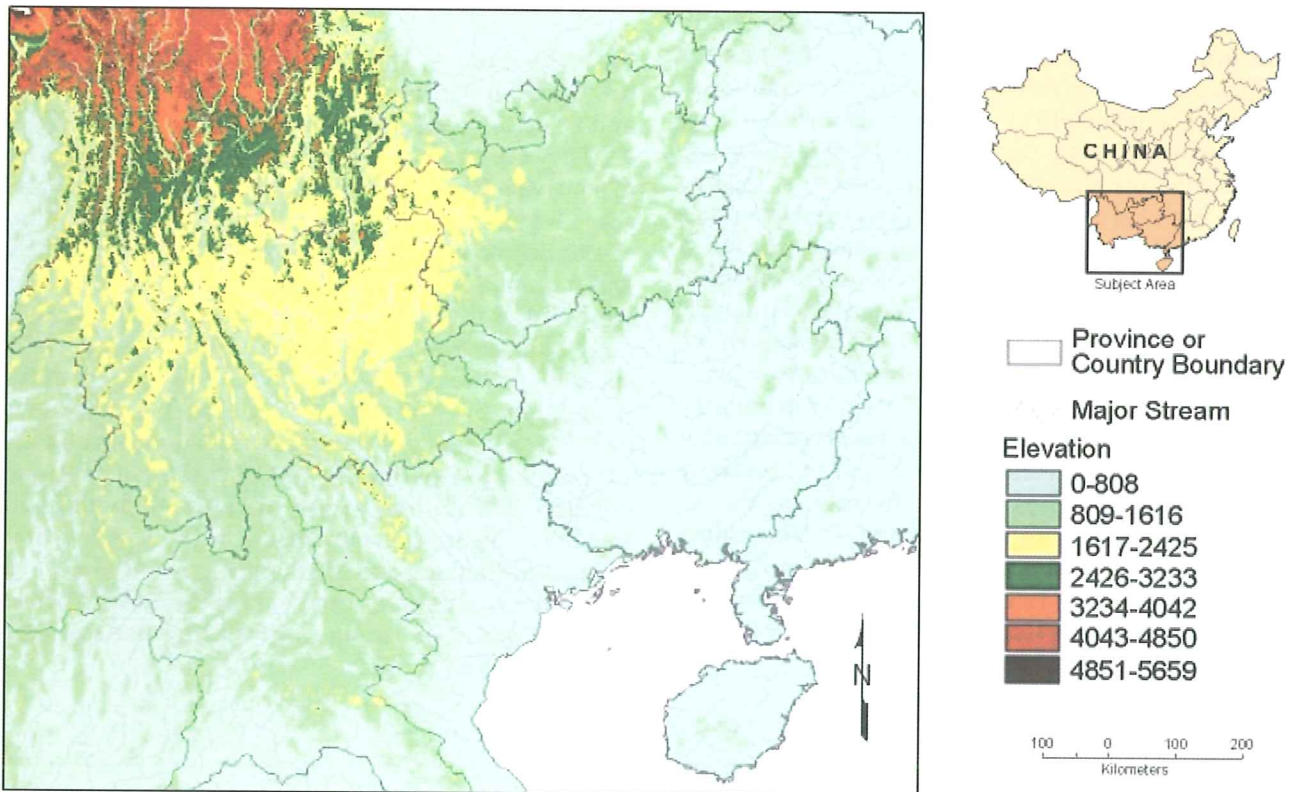 CHINA
Subject Area
Province or
Country Boundary
Major Stream
Elevation
0-808
809-1616
1617-2425
2426-3233
3234-4042
4043-4850
4851-5659
N
100 0 100 200
Kilometers